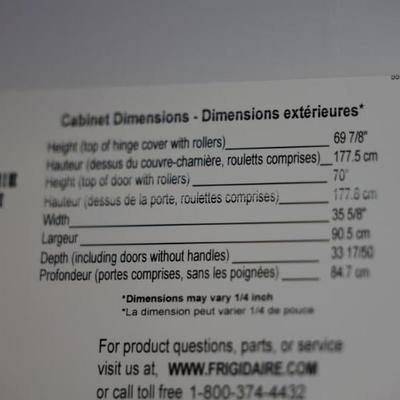 Cabinet Dimensions - Dimensions extérieures*
Height (top of hinge cover with rollers) 69 7/8"
Hauteur (dessus du couvre-charnière, roulettes comprises) 177.5 cm
Height (top of door with rollers) 70"
Hauteur (dessus de la porte, roulettes comprises) 177.8 cm
Width 35 5/8"
Largeur 90.5 cm
Depth (including doors without handles) 33 17/50
Profondeur (portes comprises, sans les poignées) 84.7 cm
*Dimensions may vary 1/4 inch
*La dimension peut varier 1/4 de pouce
For product questions, parts, or service
visit us at, WWW.FRIGIDAIRE.COM
or call toll free 1-800-374-4432